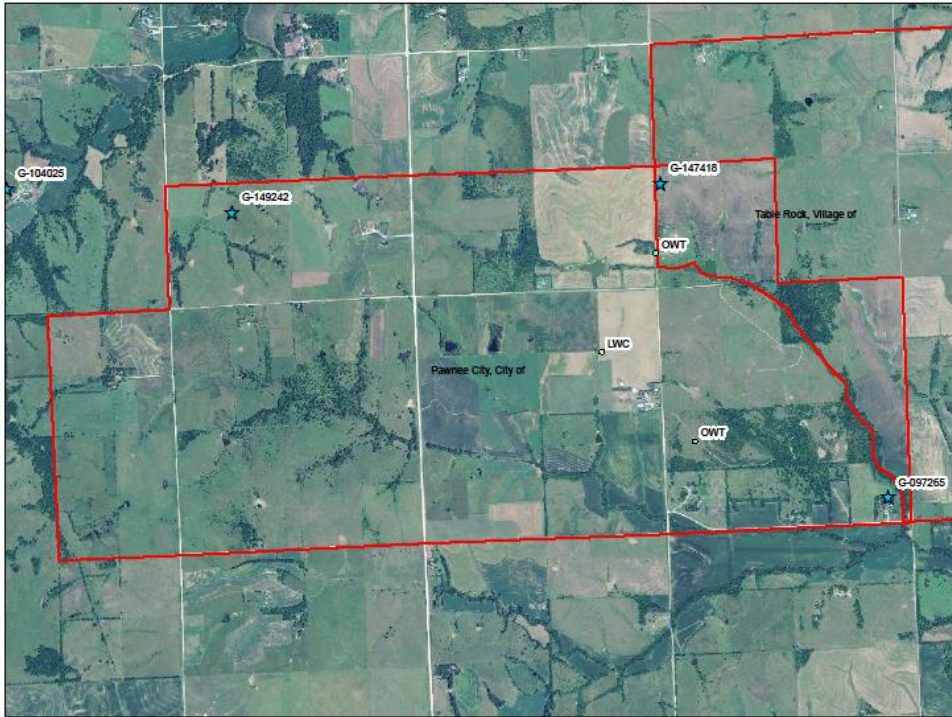 G-104025
G-149242
G-147418
Table Rock, Village of
OWT
LWC
Pawnee City, City of
OWT
G-097265